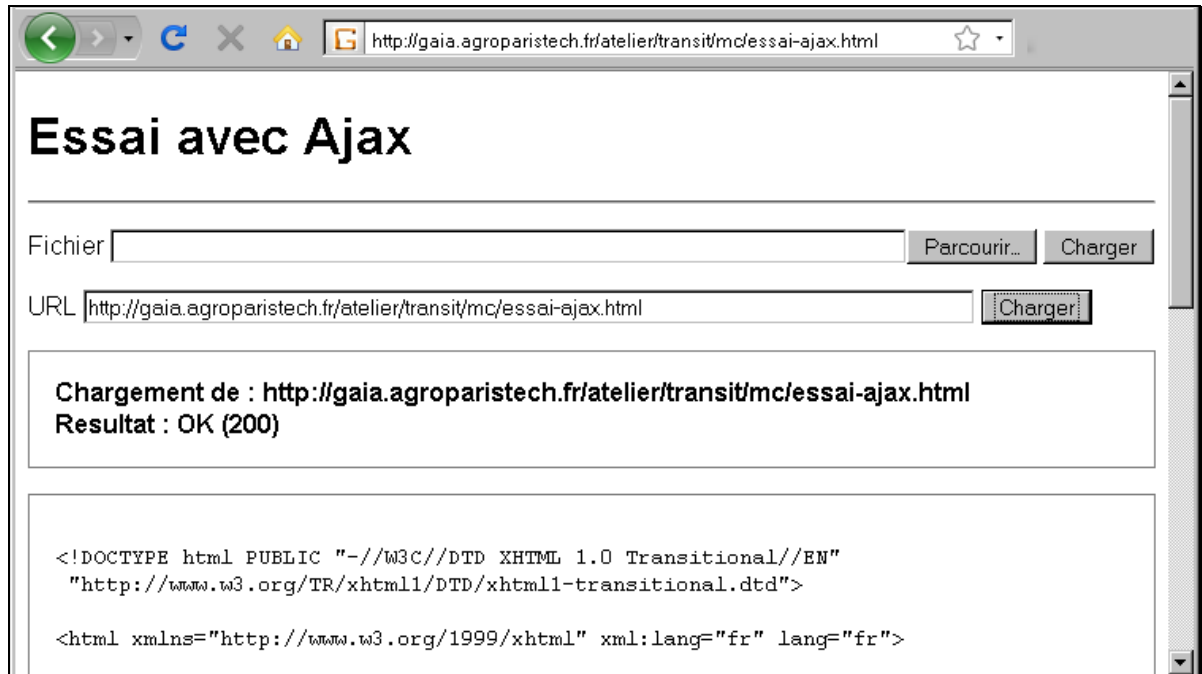 http://gaia.agroparistech.fr/atelier/transit/mc/essai-ajax.html
Essai avec Ajax
Fichier Parcourir... Charger
URL http://gaia.agroparistech.fr/atelier/transit/mc/essai-ajax.html Charger
Chargement de : http://gaia.agroparistech.fr/atelier/transit/mc/essai-ajax.html
Resultat : OK (200)
<!DOCTYPE html PUBLIC "-//W3C//DTD XHTML 1.0 Transitional//EN"
"http://www.w3.org/TR/xhtml1/DTD/xhtml1-transitional.dtd">
<html xmlns="http://www.w3.org/1999/xhtml" xml:lang="fr" lang="fr">